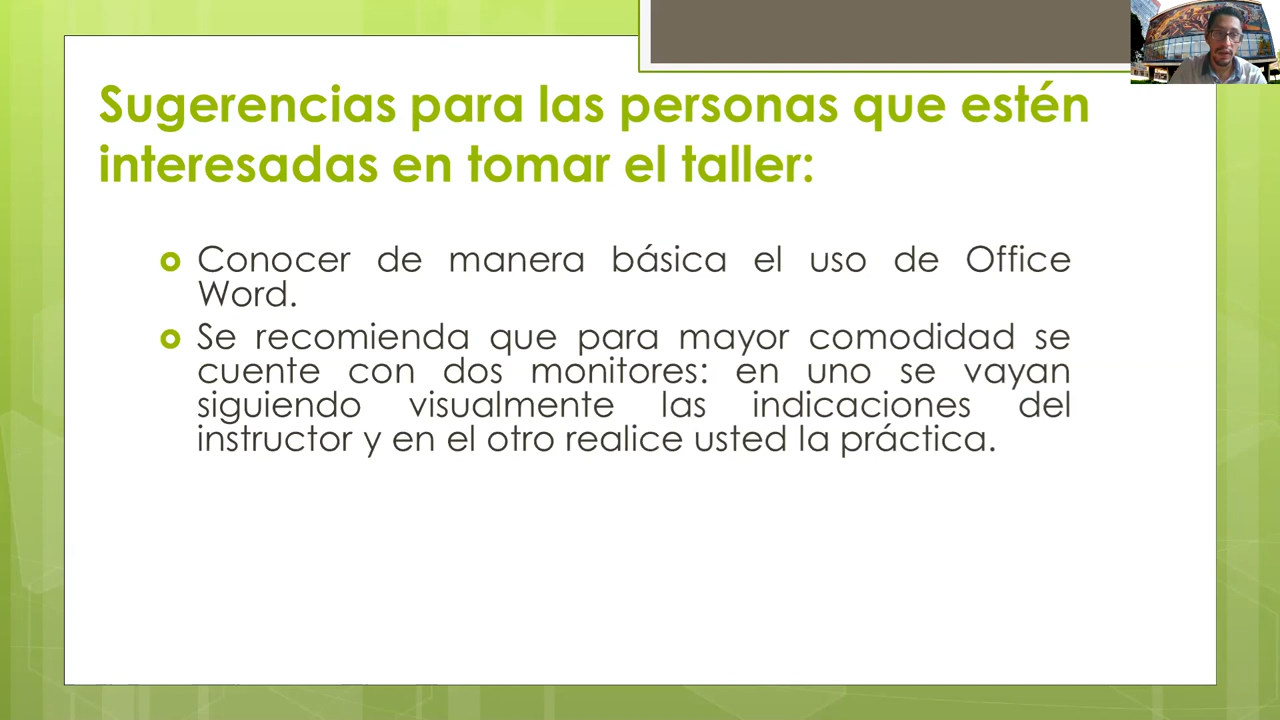 Sugerencias para las personas que estén
interesadas en tomar el taller:
Conocer de manera básica el uso de Office
Word.
Se recomienda que para mayor comodidad se
cuente con dos monitores: en uno se vayan
siguiendo visualmente las indicaciones del
instructor y en el otro realice usted la práctica.